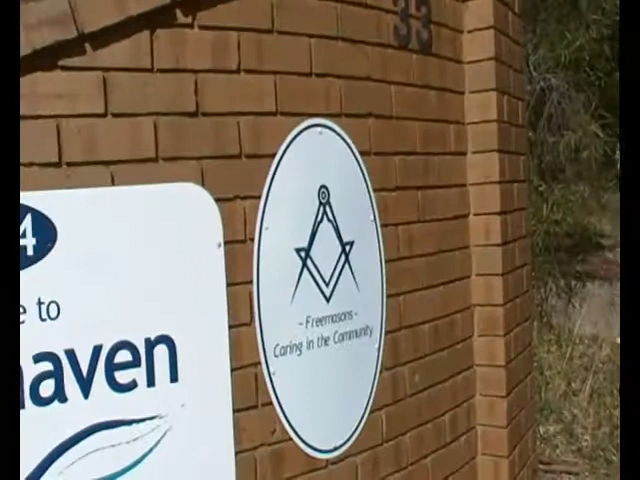 33
4
to
haven
- Freemasons -
Caring in the Community